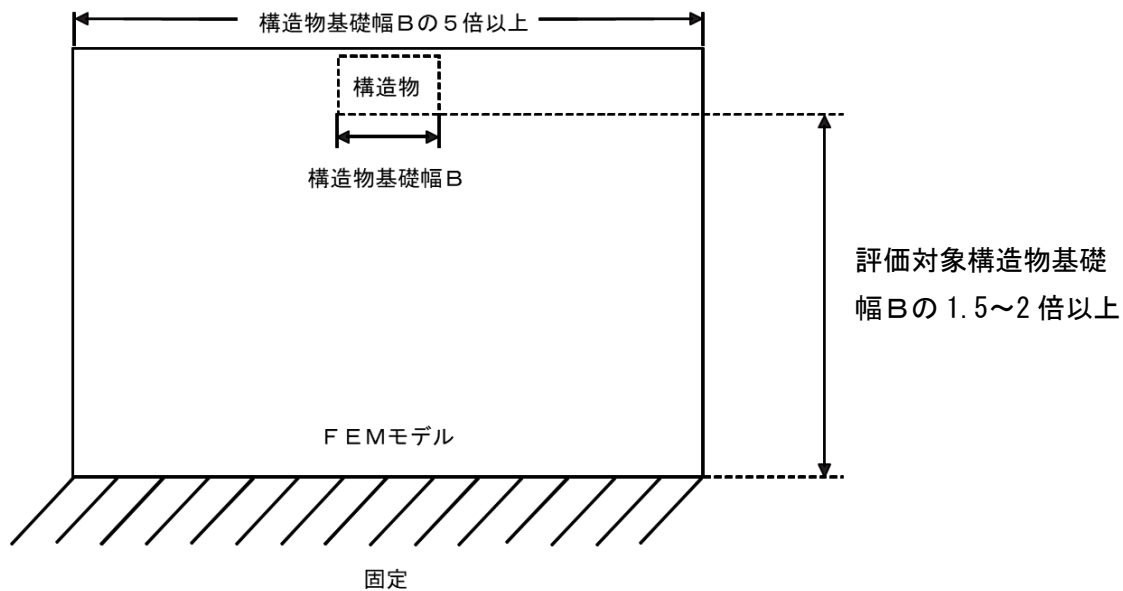 構造物基礎幅Bの5倍以上
構造物
構造物基礎幅B
評価対象構造物基礎
幅Bの1.5~2倍以上
FEMモデル
固定